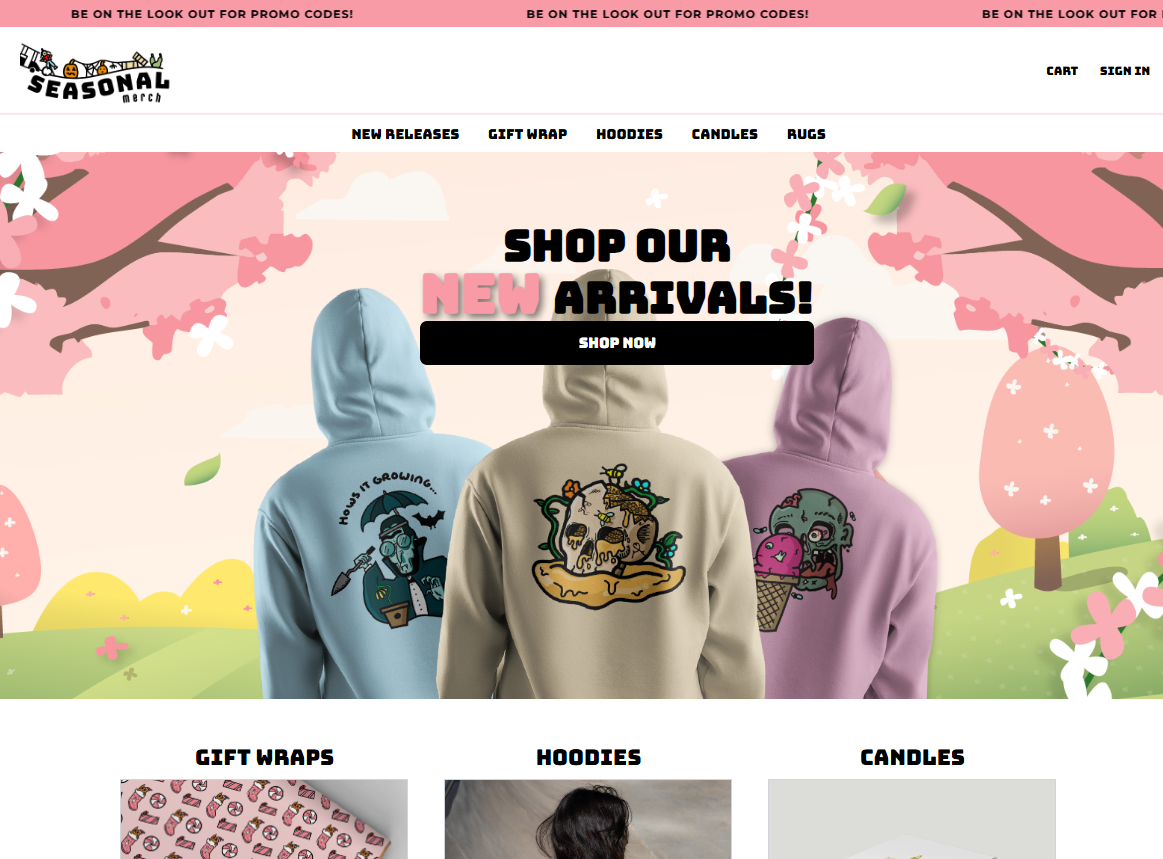 BE ON THE LOOK OUT FOR PROMO CODES! BE ON THE LOOK OUT FOR PROMO CODES! BE ON THE LOOK OUT FOR
SEASONAL
merch
CART SIGN IN
NEW RELEASES GIFT WRAP HOODIES CANDLES RUGS
SHOP OUR
NEW ARRIVALS!
SHOP NOW
HOWS IT GROWING...
GIFT WRAPS HOODIES CANDLES